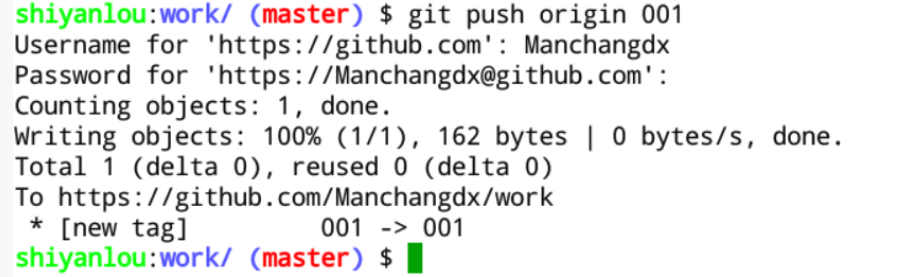 shiyanlou:work/ (master) $ git push origin 001
Username for 'https://github.com': Manchangdx
Password for 'https://Manchangdx@github.com':
Counting objects: 1, done.
Writing objects: 100% (1/1), 162 bytes | 0 bytes/s, done.
Total 1 (delta 0), reused 0 (delta 0)
To https://github.com/Manchangdx/work
 * [new tag]         001 -> 001
shiyanlou:work/ (master) $